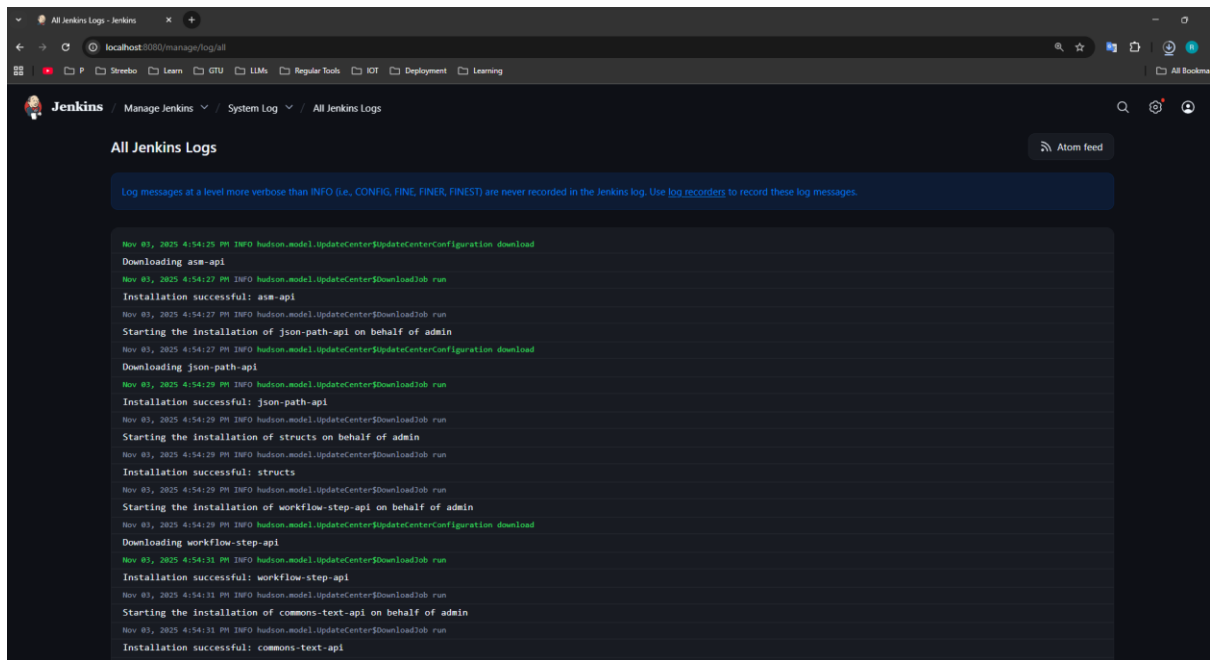 All Jenkins Logs - Jenkins
localhost:8080/manage/log/all
P Streebo Learn GTU LLMs Regular Tools IOT Deployment Learning All Bookma
Jenkins / Manage Jenkins / System Log / All Jenkins Logs
All Jenkins Logs
Atom feed
Log messages at a level more verbose than INFO (i.e., CONFIG, FINE, FINER, FINEST) are never recorded in the Jenkins log. Use log recorders to record these log messages.
Nov 03, 2025 4:54:25 PM INFO hudson.model.UpdateCenter$UpdateCenterConfiguration download
Downloading asm-api
Nov 03, 2025 4:54:27 PM INFO hudson.model.UpdateCenter$DownloadJob run
Installation successful: asm-api
Nov 03, 2025 4:54:27 PM INFO hudson.model.UpdateCenter$DownloadJob run
Starting the installation of json-path-api on behalf of admin
Nov 03, 2025 4:54:27 PM INFO hudson.model.UpdateCenter$UpdateCenterConfiguration download
Downloading json-path-api
Nov 03, 2025 4:54:29 PM INFO hudson.model.UpdateCenter$DownloadJob run
Installation successful: json-path-api
Nov 03, 2025 4:54:29 PM INFO hudson.model.UpdateCenter$DownloadJob run
Starting the installation of structs on behalf of admin
Nov 03, 2025 4:54:29 PM INFO hudson.model.UpdateCenter$DownloadJob run
Installation successful: structs
Nov 03, 2025 4:54:29 PM INFO hudson.model.UpdateCenter$DownloadJob run
Starting the installation of workflow-step-api on behalf of admin
Nov 03, 2025 4:54:29 PM INFO hudson.model.UpdateCenter$UpdateCenterConfiguration download
Downloading workflow-step-api
Nov 03, 2025 4:54:31 PM INFO hudson.model.UpdateCenter$DownloadJob run
Installation successful: workflow-step-api
Nov 03, 2025 4:54:31 PM INFO hudson.model.UpdateCenter$DownloadJob run
Starting the installation of commons-text-api on behalf of admin
Nov 03, 2025 4:54:31 PM INFO hudson.model.UpdateCenter$DownloadJob run
Installation successful: commons-text-api